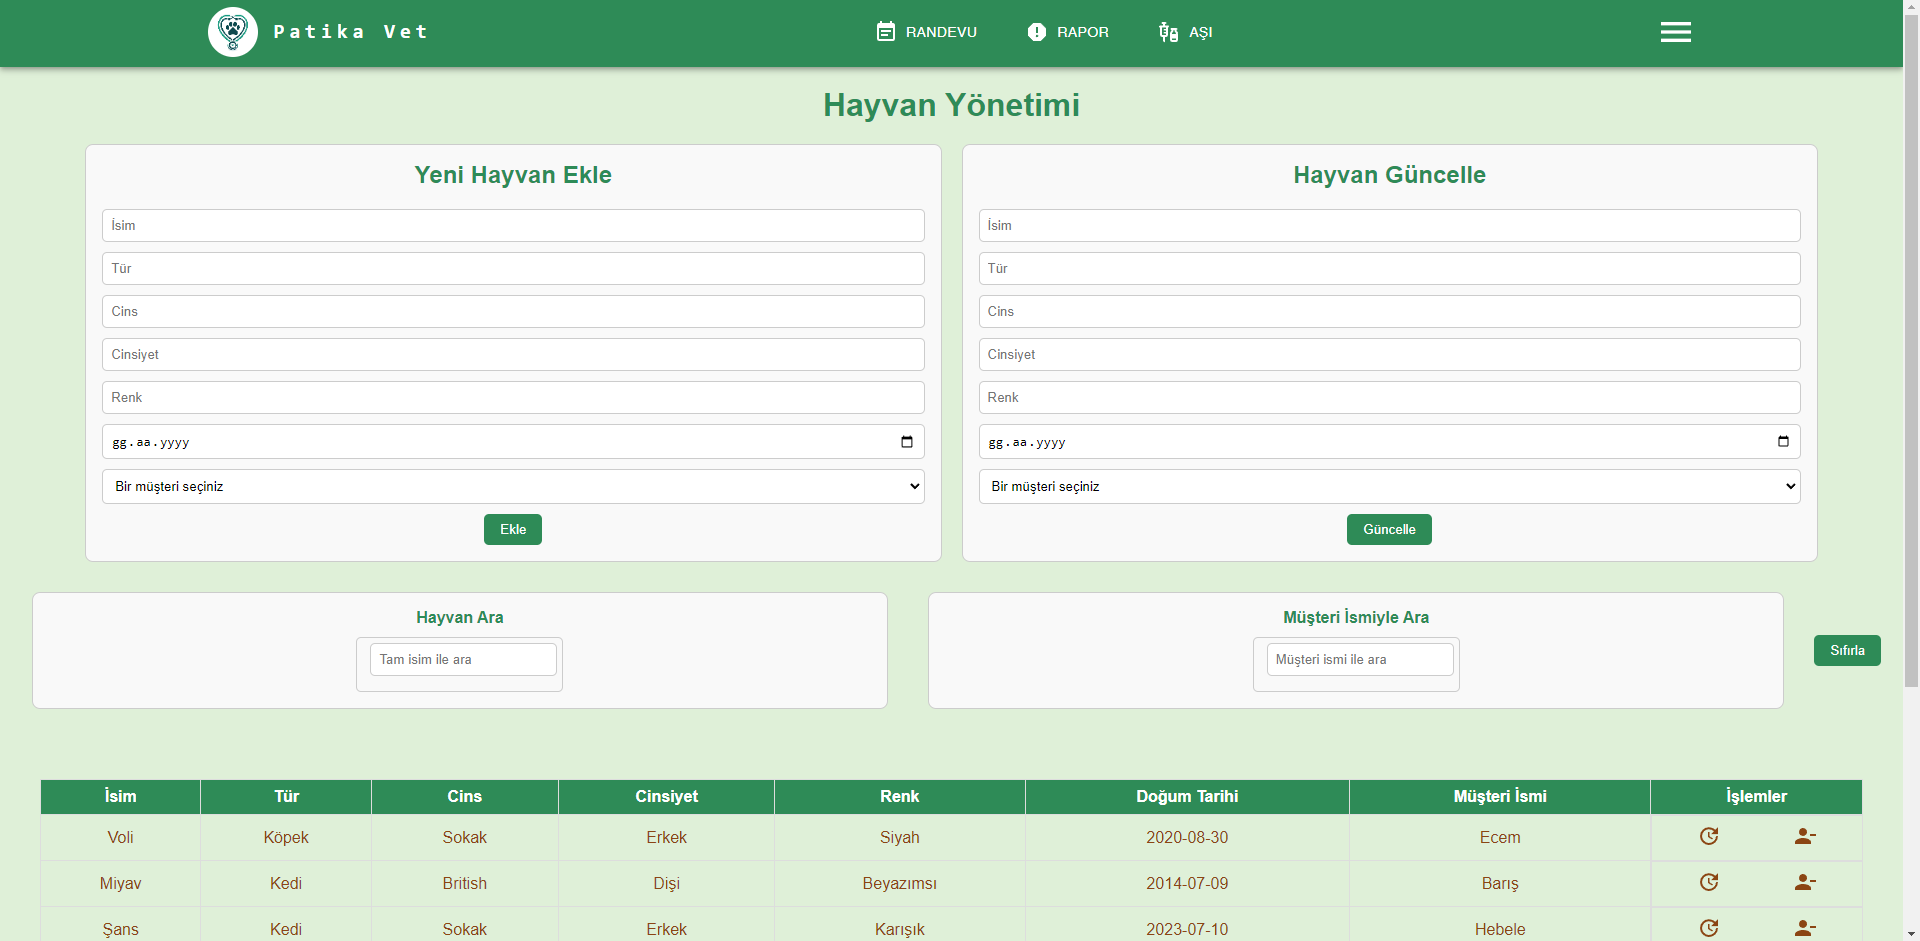 Patika Vet
RANDEVU
RAPOR
AŞI
Hayvan Yönetimi
Yeni Hayvan Ekle
İsim
Tür
Cins
Cinsiyet
Renk
gg.aa.yyyy
Bir müşteri seçiniz
Ekle
Hayvan Güncelle
İsim
Tür
Cins
Cinsiyet
Renk
gg.aa.yyyy
Bir müşteri seçiniz
Güncelle
Hayvan Ara
Tam isim ile ara
Müşteri İsmiyle Ara
Müşteri ismi ile ara
Sıfırla
İsim Tür Cins Cinsiyet Renk Doğum Tarihi Müşteri İsmi İşlemler
Voli Köpek Sokak Erkek Siyah 2020-08-30 Ecem
Miyav Kedi British Dişi Beyazımsı 2014-07-09 Barış
Şans Kedi Sokak Erkek Karışık 2023-07-10 Hebele